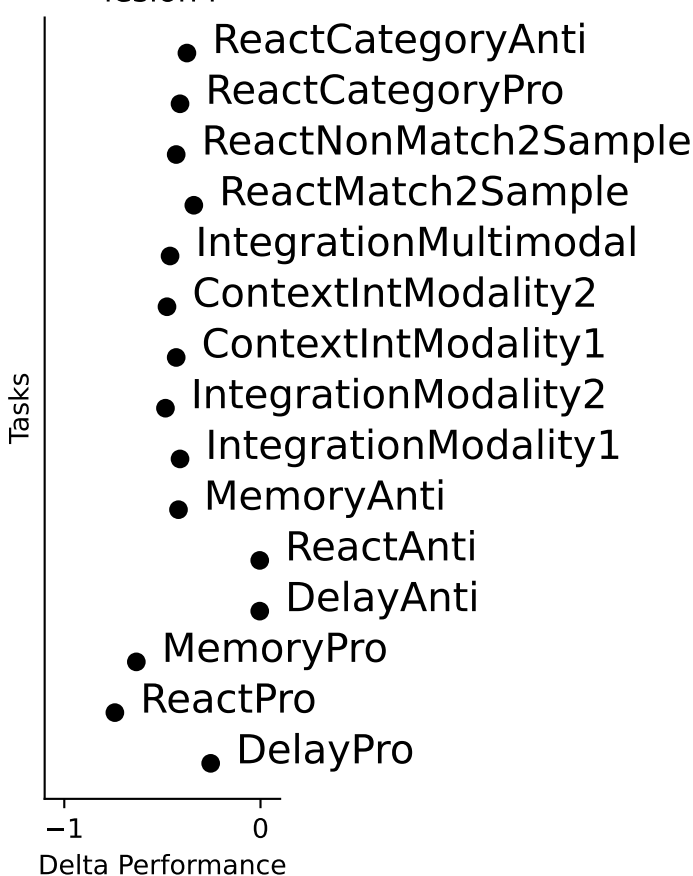 ReactCategoryAnti
ReactCategoryPro
ReactNonMatch2Sample
ReactMatch2Sample
IntegrationMultimodal
ContextIntModality2
ContextIntModality1
IntegrationModality2
IntegrationModality1
MemoryAnti
ReactAnti
DelayAnti
MemoryPro
ReactPro
DelayPro
Tasks
−1 0
Delta Performance